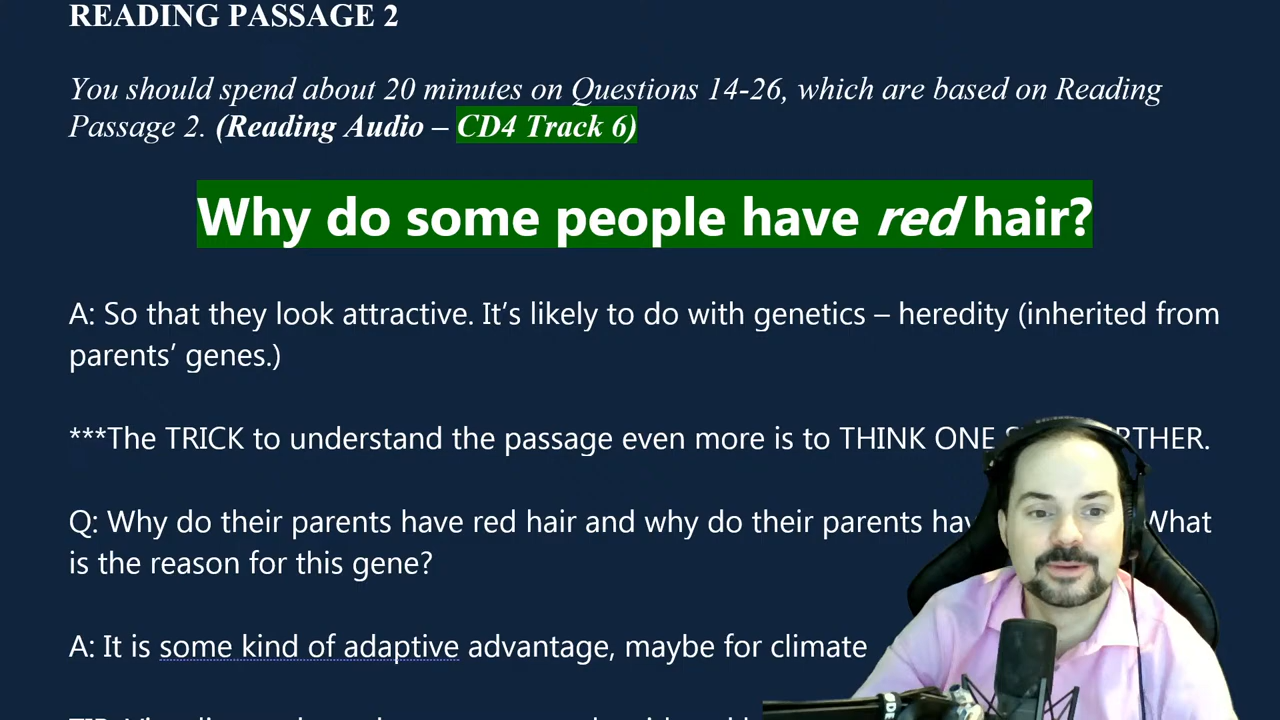 READING PASSAGE 2
You should spend about 20 minutes on Questions 14-26, which are based on Reading
Passage 2. (Reading Audio – CD4 Track 6)
Why do some people have red hair?
A: So that they look attractive. It's likely to do with genetics – heredity (inherited from
parents' genes.)
***The TRICK to understand the passage even more is to THINK ONE
Q: Why do their parents have red hair and why do their parents What
is the reason for this gene?
A: It is some kind of adaptive advantage, maybe for climate